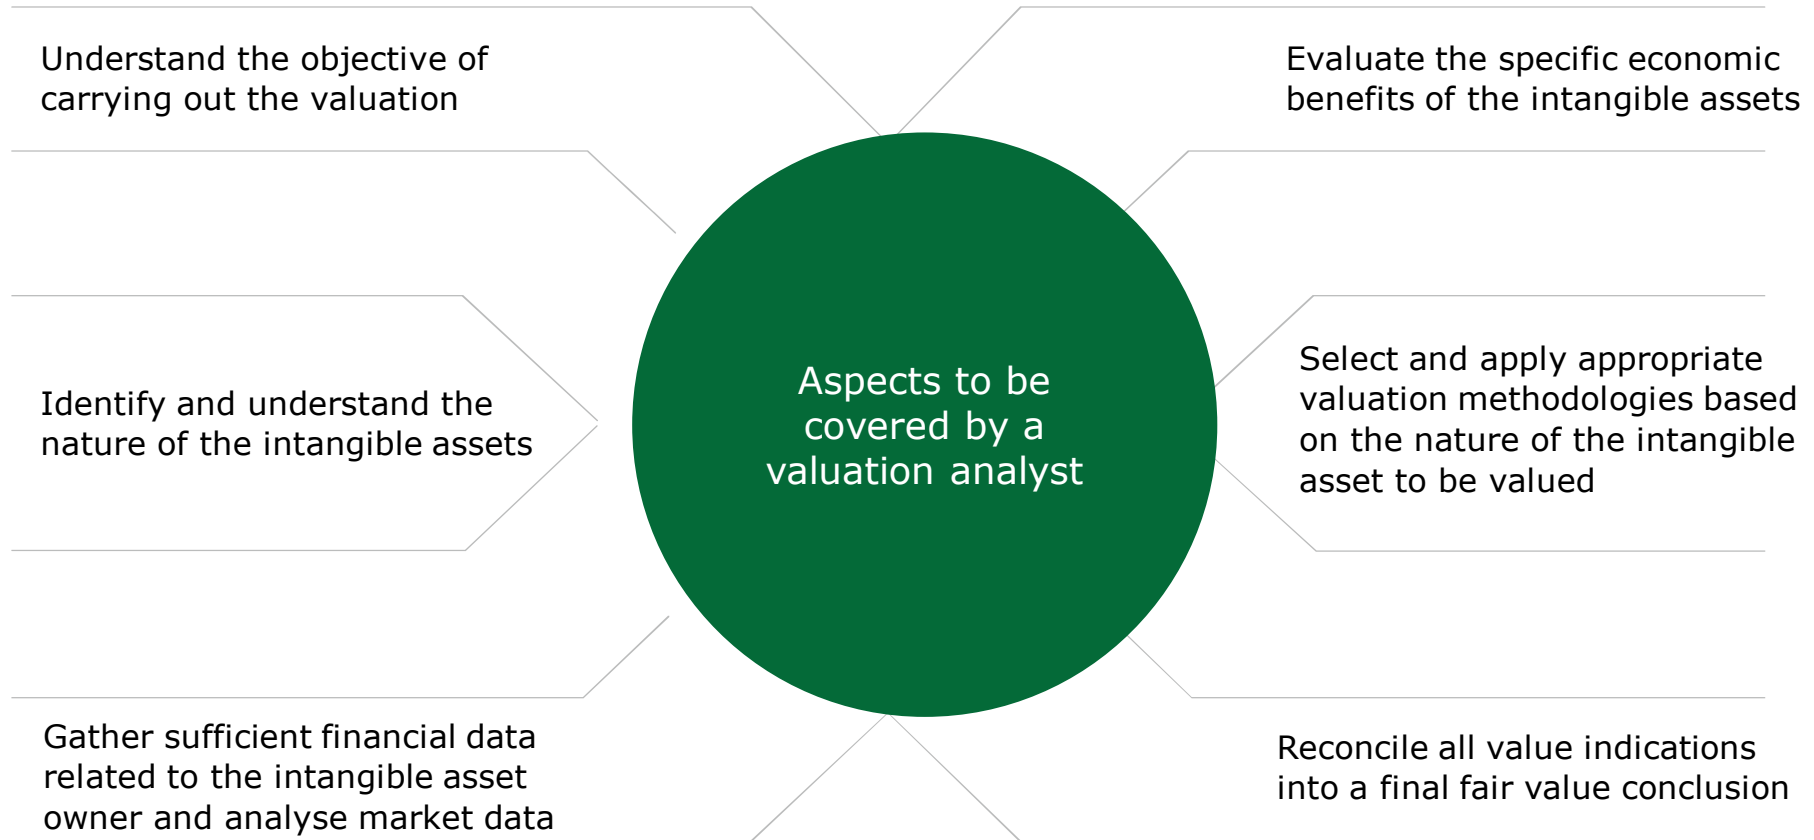 Understand the objective of
carrying out the valuation
Identify and understand the
nature of the intangible assets
Gather sufficient financial data
related to the intangible asset
owner and analyse market data
Aspects to be
covered by a
valuation analyst
Evaluate the specific economic
benefits of the intangible assets
Select and apply appropriate
valuation methodologies based
on the nature of the intangible
asset to be valued
Reconcile all value indications
into a final fair value conclusion